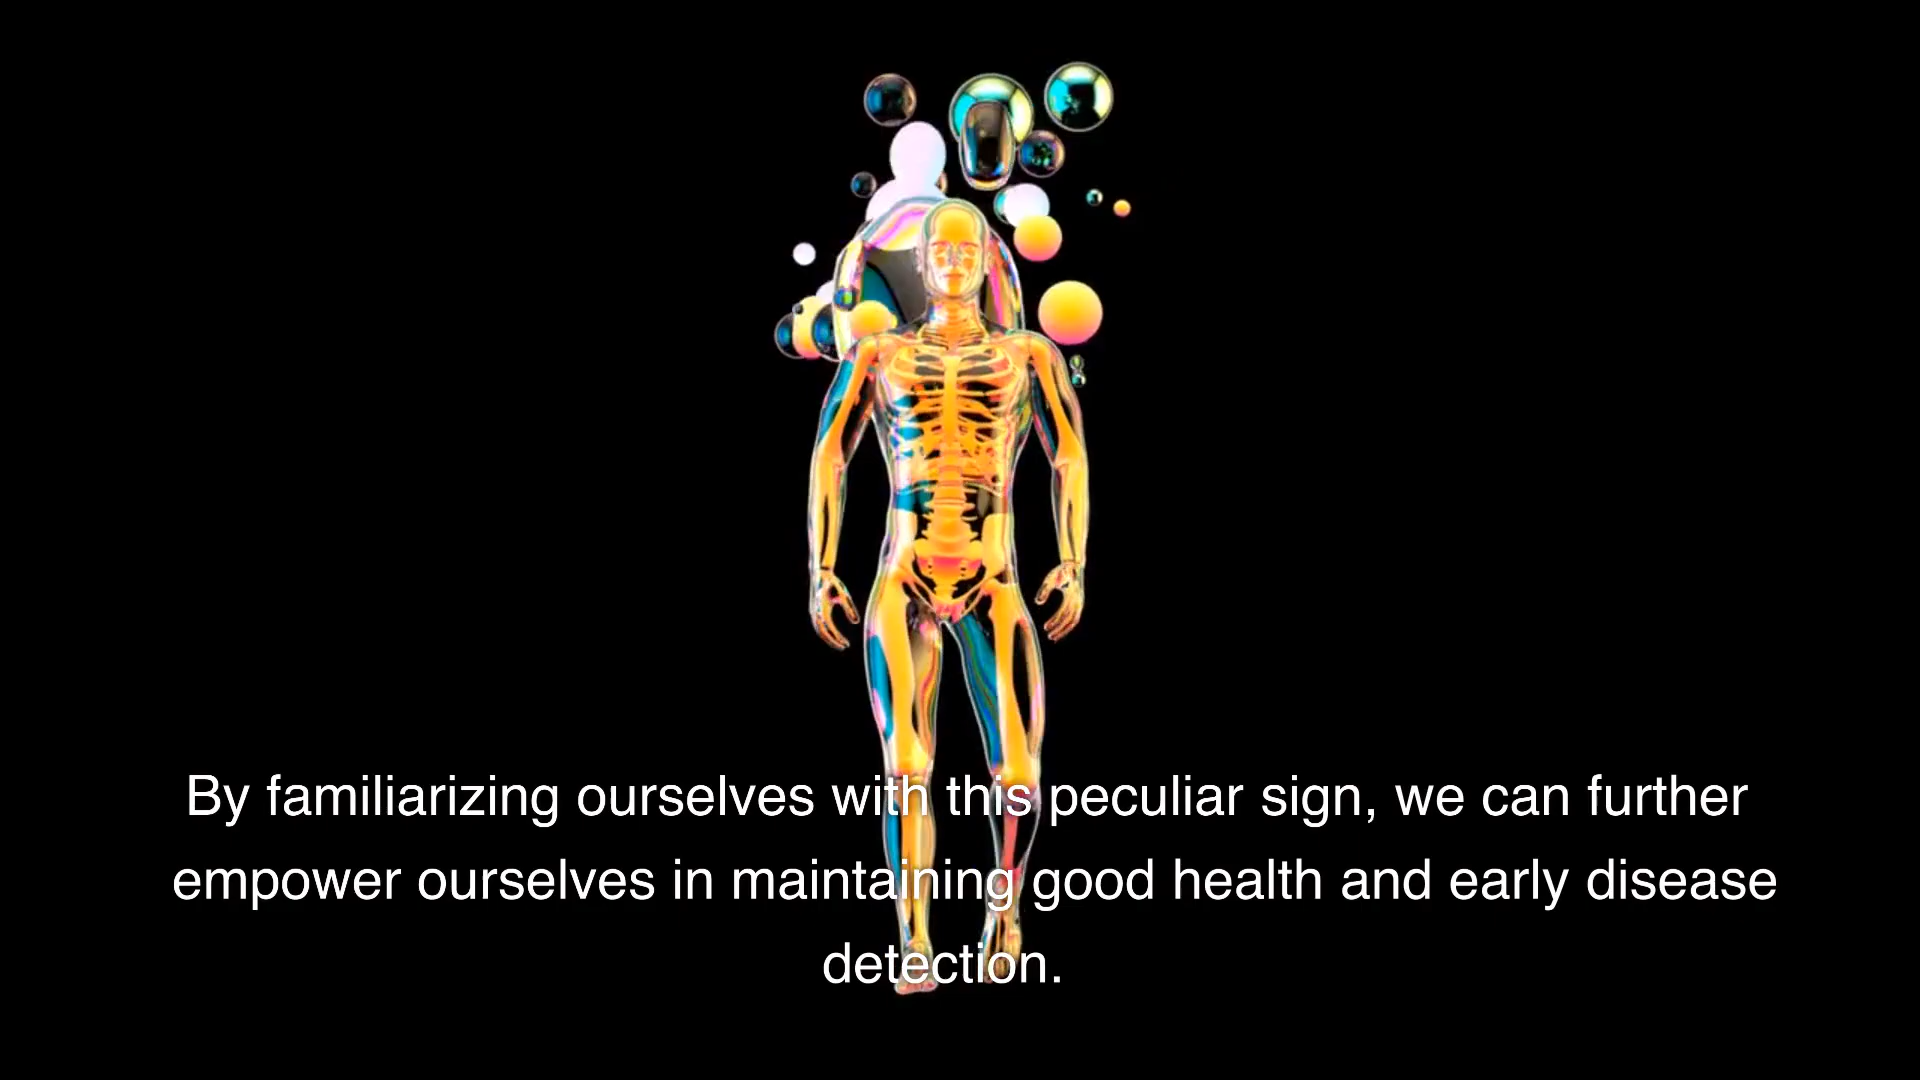 By familiarizing ourselves with this peculiar sign, we can further
empower ourselves in maintaining good health and early disease
detection.